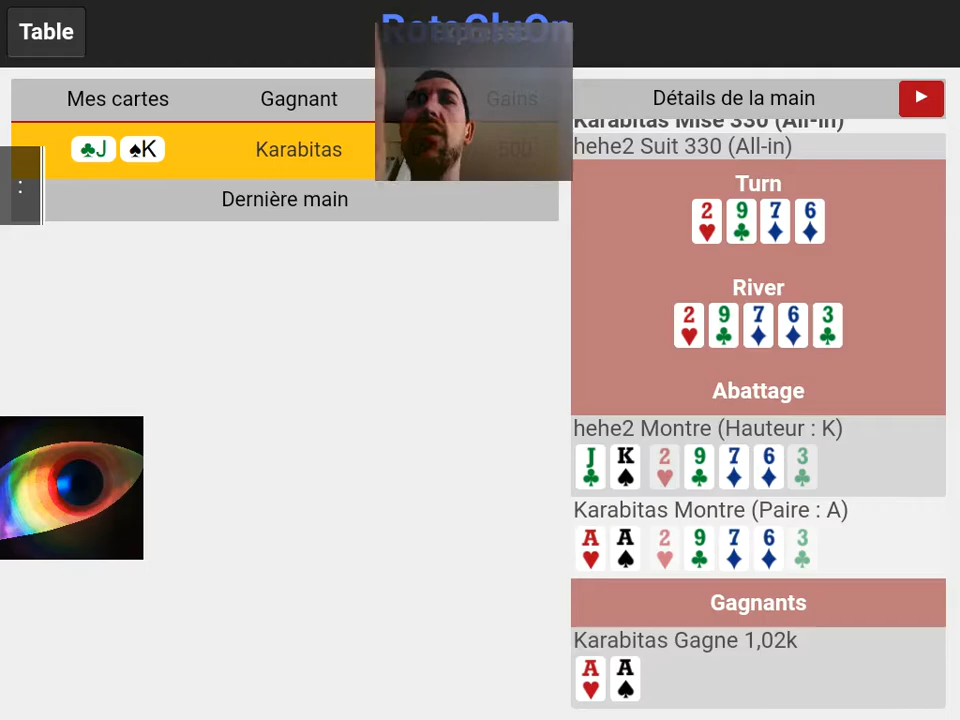 Table
Mes cartes Gagnant Gains
♣J ♠K Karabitas 500
Dernière main
:
Détails de la main
Karabitas Mise 330 (All-in)
hehe2 Suit 330 (All-in)
Turn
2♥ 9♣ 7♦ 6♦
River
2♥ 9♣ 7♦ 6♦ 3♣
Abattage
hehe2 Montre (Hauteur : K)
J♣ K♠ 2♥ 9♣ 7♦ 6♦ 3♣
Karabitas Montre (Paire : A)
A♥ A♠ 2♥ 9♣ 7♦ 6♦ 3♣
Gagnants
Karabitas Gagne 1,02k
A♥ A♠